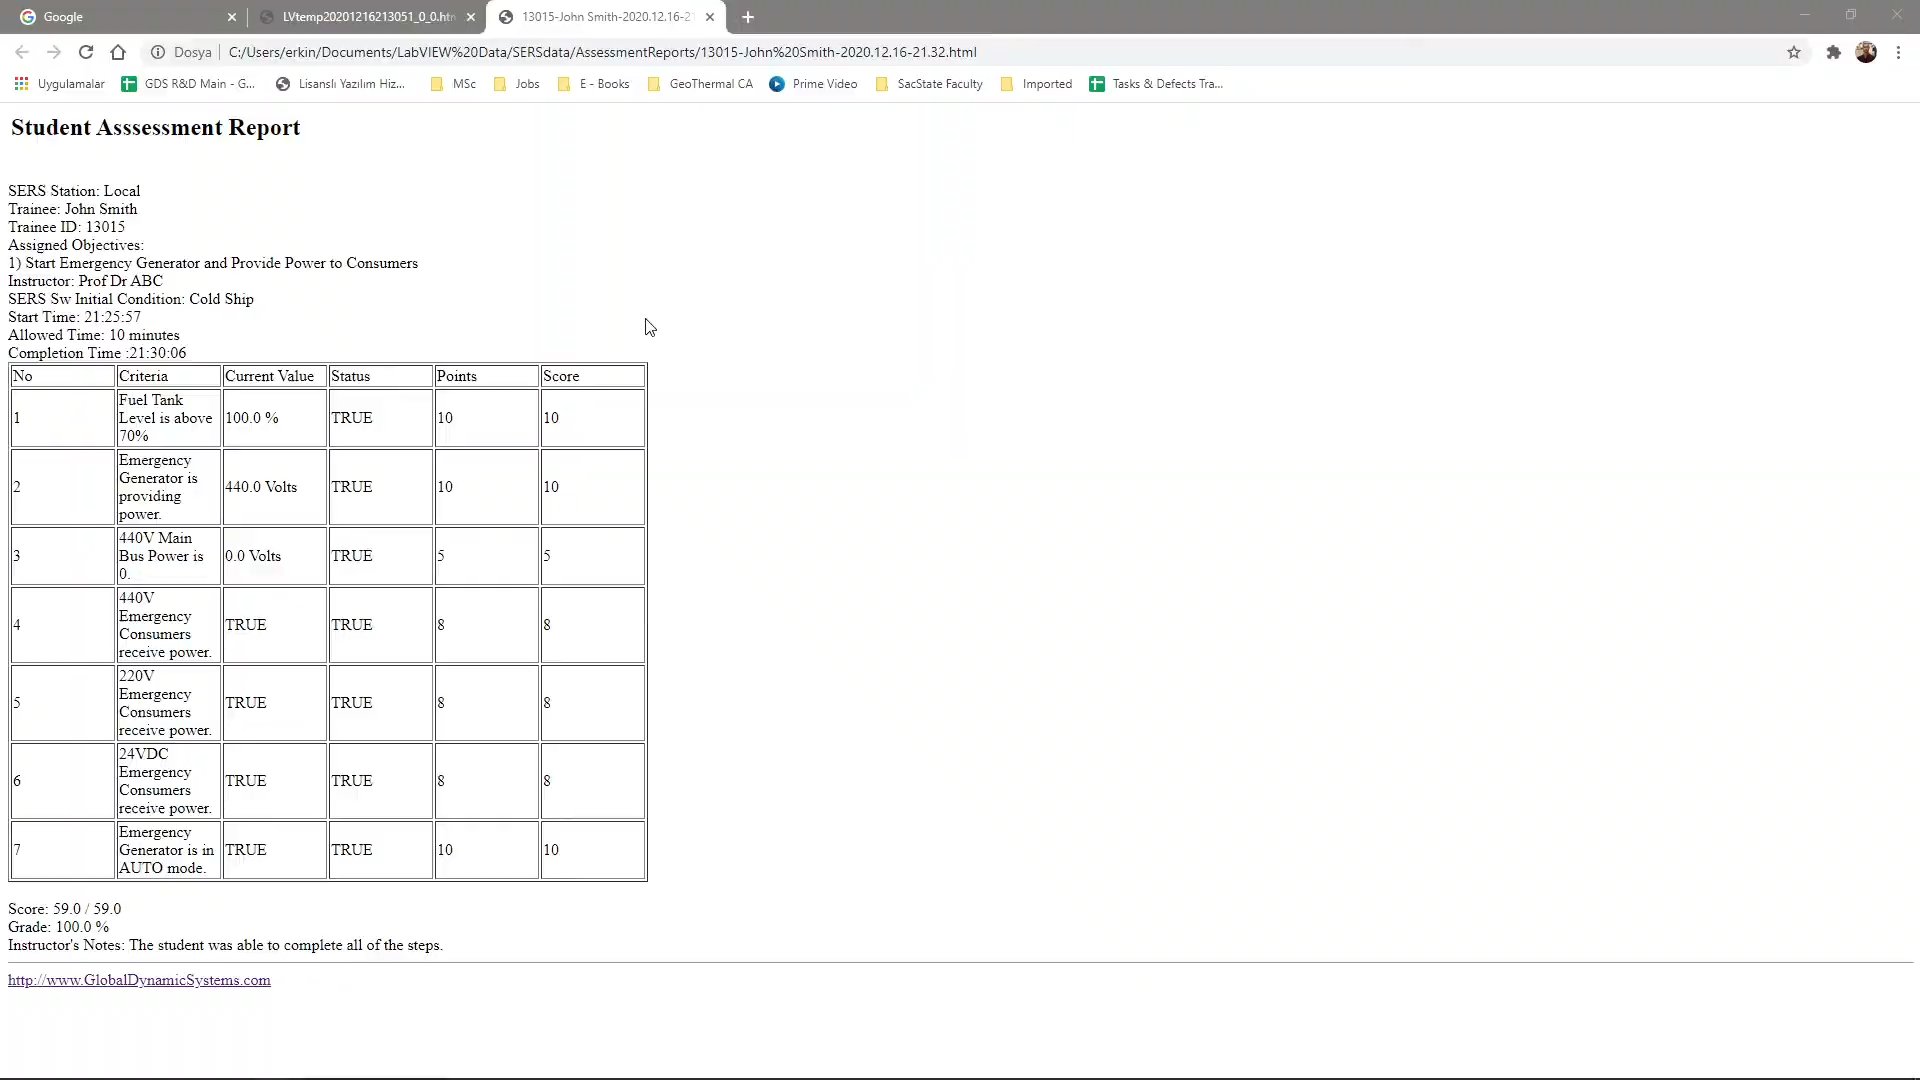 Google
LVtemp20201216213051_0_0.htm
13015-John Smith-2020.12.16-2
Dosya
C:/Users/erkin/Documents/LabVIEW%20Data/SERSdata/AssessmentReports/13015-John%20Smith-2020.12.16-21.32.html
Uygulamalar
GDS R&D Main - G...
Lisanslı Yazılım Hiz...
MSc
Jobs
E - Books
GeoThermal CA
Prime Video
SacState Faculty
Imported
Tasks & Defects Tra...
Student Asssessment Report
SERS Station: Local
Trainee: John Smith
Trainee ID: 13015
Assigned Objectives:
1) Start Emergency Generator and Provide Power to Consumers
Instructor: Prof Dr ABC
SERS Sw Initial Condition: Cold Ship
Start Time: 21:25:57
Allowed Time: 10 minutes
Completion Time :21:30:06
No Criteria Current Value Status Points Score
1
Fuel Tank
Level is above
70%
100.0 % TRUE 10 10
2
Emergency
Generator is
providing
power.
440.0 Volts TRUE 10 10
3
440V Main
Bus Power is
0.
0.0 Volts TRUE 5 5
4
440V
Emergency
Consumers
receive power.
TRUE TRUE 8 8
5
220V
Emergency
Consumers
receive power.
TRUE TRUE 8 8
6
24VDC
Emergency
Consumers
receive power.
TRUE TRUE 8 8
7
Emergency
Generator is in
AUTO mode.
TRUE TRUE 10 10
Score: 59.0 / 59.0
Grade: 100.0 %
Instructor's Notes: The student was able to complete all of the steps.
http://www.GlobalDynamicSystems.com